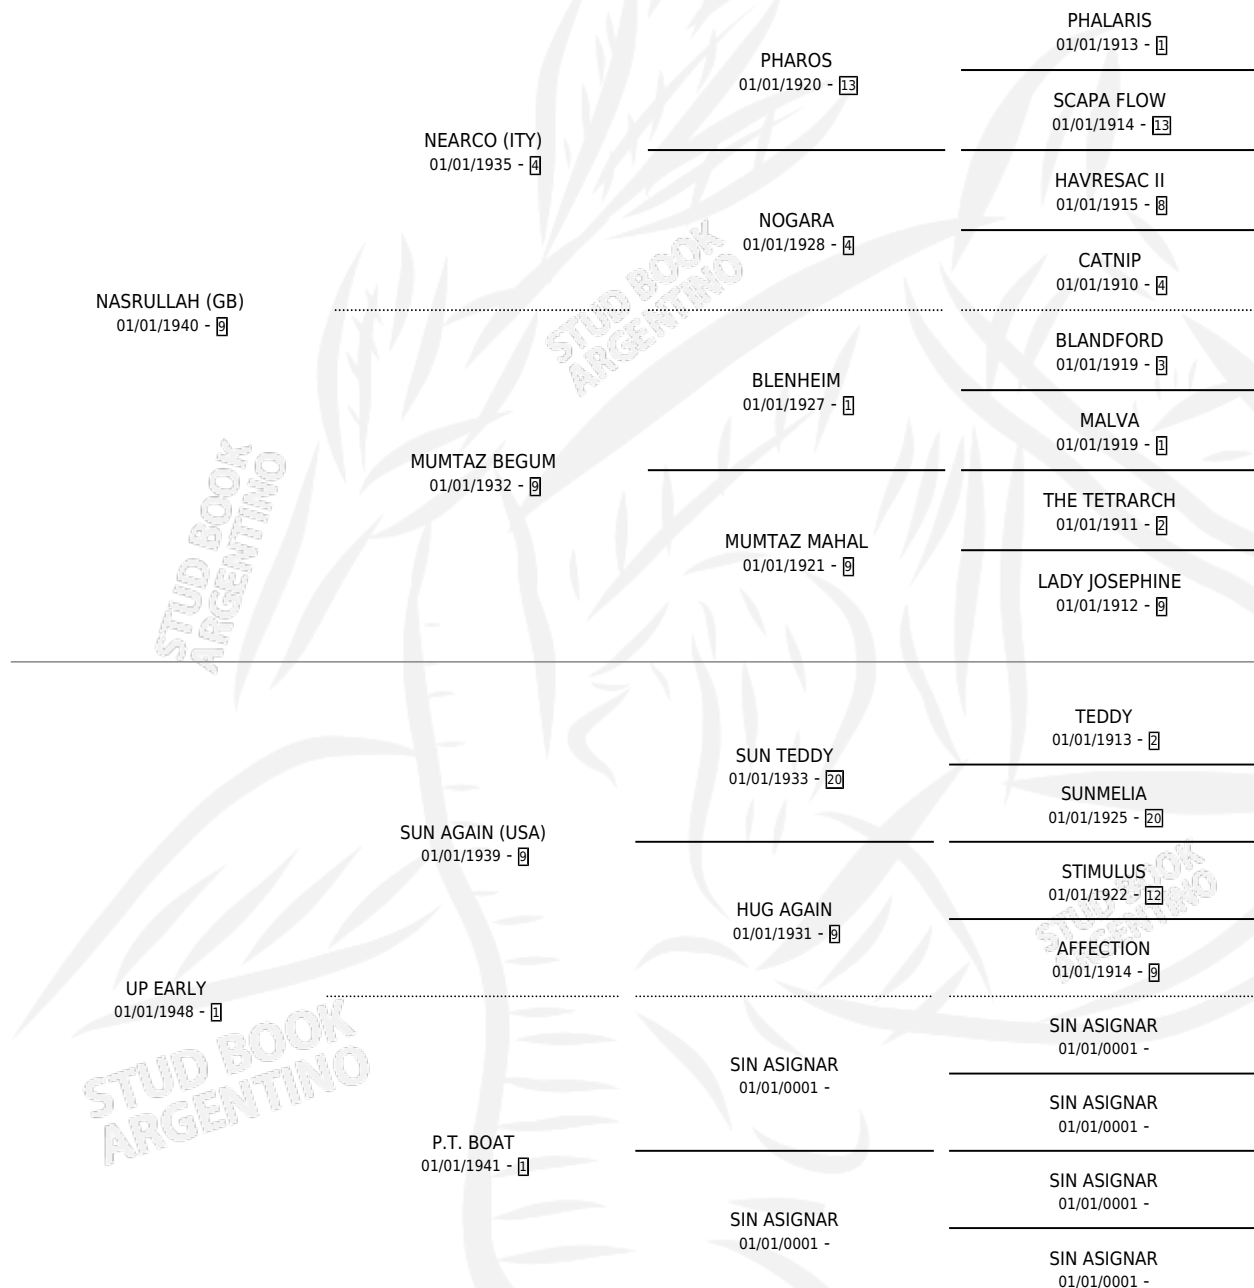 PHALARIS
01/01/1913 - 1
PHAROS
01/01/1920 - 13
SCAPA FLOW
01/01/1914 - 13
NEARCO (ITY)
01/01/1935 - 4
HAVRESAC II
01/01/1915 - 8
NOGARA
01/01/1928 - 4
CATNIP
01/01/1910 - 4
NASRULLAH (GB)
01/01/1940 - 9
BLANDFORD
01/01/1919 - 3
BLENHEIM
01/01/1927 - 1
MALVA
01/01/1919 - 1
MUMTAZ BEGUM
01/01/1932 - 9
THE TETRARCH
01/01/1911 - 2
MUMTAZ MAHAL
01/01/1921 - 9
LADY JOSEPHINE
01/01/1912 - 9
TEDDY
01/01/1913 - 2
SUN TEDDY
01/01/1933 - 20
SUNMELIA
01/01/1925 - 20
SUN AGAIN (USA)
01/01/1939 - 9
STIMULUS
01/01/1922 - 12
HUG AGAIN
01/01/1931 - 9
AFFECTION
01/01/1914 - 9
UP EARLY
01/01/1948 - 1
SIN ASIGNAR
01/01/0001 -
SIN ASIGNAR
01/01/0001 -
SIN ASIGNAR
01/01/0001 -
P.T. BOAT
01/01/1941 - 1
SIN ASIGNAR
01/01/0001 -
SIN ASIGNAR
01/01/0001 -
SIN ASIGNAR
01/01/0001 -
STUD BOOK
ARGENTINO
STUD BOOK
ARGENTINO
STUD BOOK
ARGENTINO
STUD BOOK
ARGENTINO